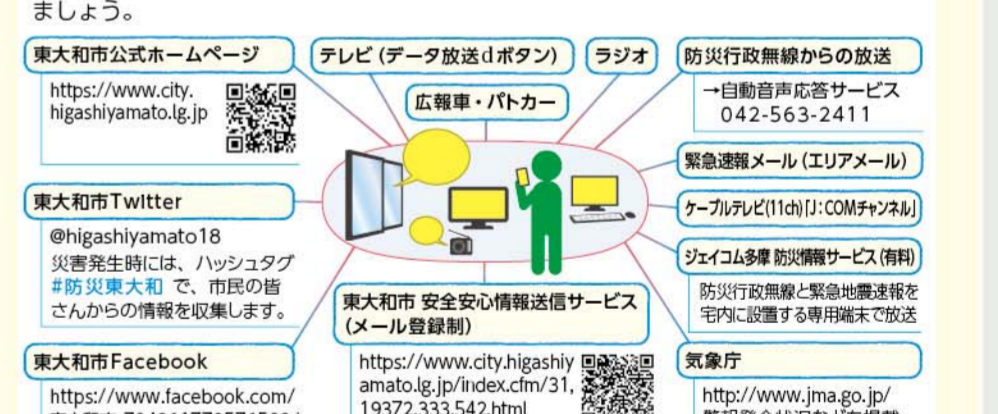 ましょう。
東大和市公式ホームページ
https://www.city.
higashiyamato.lg.jp
テレビ（データ放送dボタン）
ラジオ
広報車・パトカー
防災行政無線からの放送
→自動音声応答サービス
042-563-2411
緊急速報メール（エリアメール）
ケーブルテレビ(11ch)「J：COMチャンネル」
ジェイコム多摩 防災情報サービス（有料）
防災行政無線と緊急地震速報を
宅内に設置する専用端末で放送
東大和市Twitter
@higashiyamato18
災害発生時には、ハッシュタグ
#防災東大和 で、市民の皆
さんからの情報を収集します。
東大和市 安全安心情報送信サービス
（メール登録制）
https://www.city.higashiy
amato.lg.jp/index.cfm/31,
19372,333,542,html
東大和市Facebook
https://www.facebook.com/
気象庁
http://www.jma.go.jp/